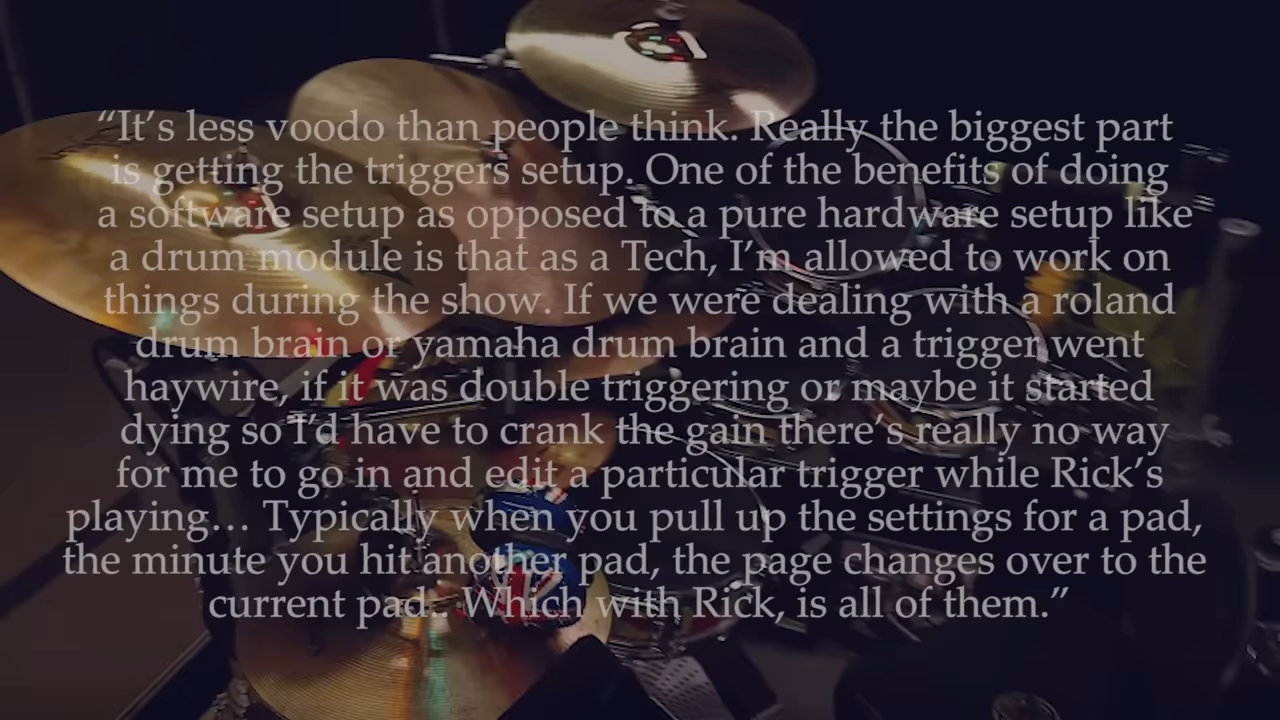 “It’s less voodo than people think. Really the biggest part
is getting the triggers setup. One of the benefits of doing
a software setup as opposed to a pure hardware setup like
a drum module is that as a Tech, I’m allowed to work on
things during the show. If we were dealing with a roland
drum brain or yamaha drum brain and a trigger went
haywire, if it was double triggering or maybe it started
dying so I’d have to crank the gain there’s really no way
for me to go in and edit a particular trigger while Rick’s
playing… Typically when you pull up the settings for a pad,
the minute you hit another pad, the page changes over to the
current pad.. Which with Rick, is all of them.”